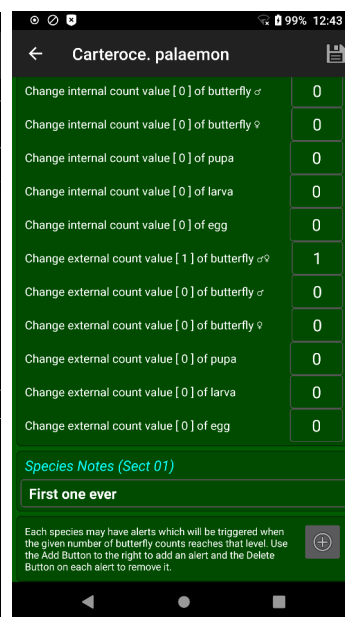 99% 12:43
Carteroce. palaemon
Change internal count value [ 0 ] of butterfly ♂ 0
Change internal count value [ 0 ] of butterfly ♀ 0
Change internal count value [ 0 ] of pupa 0
Change internal count value [ 0 ] of larva 0
Change internal count value [ 0 ] of egg 0
Change external count value [ 1 ] of butterfly ♂♀ 1
Change external count value [ 0 ] of butterfly ♂ 0
Change external count value [ 0 ] of butterfly ♀ 0
Change external count value [ 0 ] of pupa 0
Change external count value [ 0 ] of larva 0
Change external count value [ 0 ] of egg 0
Species Notes (Sect 01)
First one ever
Each species may have alerts which will be triggered when
the given number of butterfly counts reaches that level. Use
the Add Button to the right to add an alert and the Delete
Button on each alert to remove it.